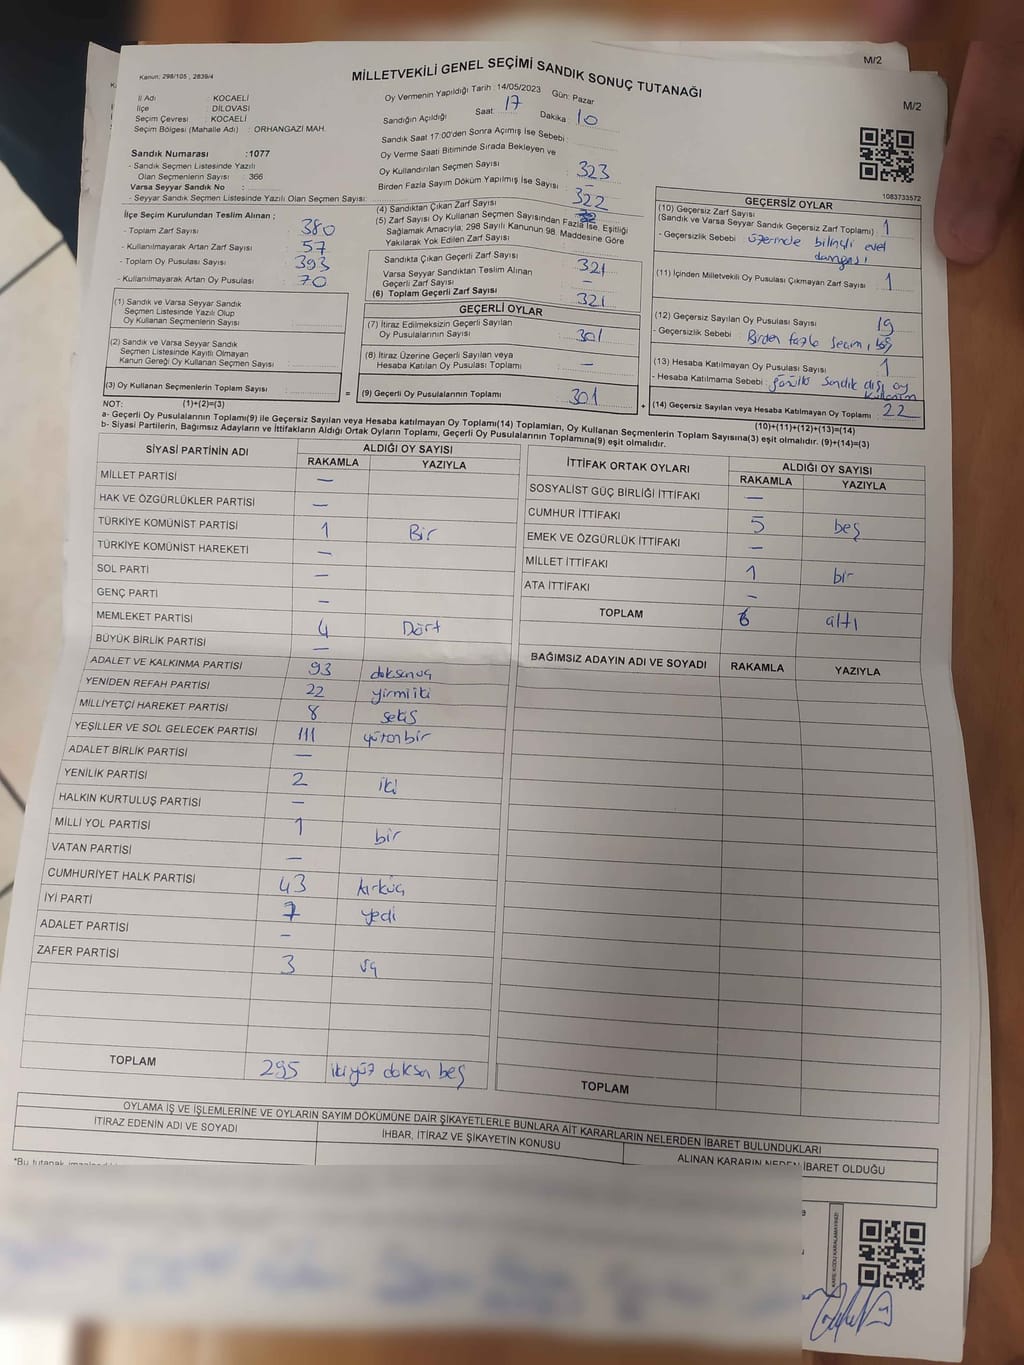 M/2
Kanun: 298/105 , 2839/4
MİLLETVEKİLİ GENEL SEÇİMİ SANDIK SONUÇ TUTANAĞI
M/2
İl Adı : KOCAELİ
İlçe : DİLOVASI
Seçim Çevresi : KOCAELİ
Seçim Bölgesi (Mahalle Adı) : ORHANGAZİ MAH.
Sandık Numarası :1077
- Sandık Seçmen Listesinde Yazılı
Olan Seçmenlerin Sayısı : 366
Varsa Seyyar Sandık No :
- Seyyar Sandık Seçmen Listesinde Yazılı Olan Seçmen Sayısı:
Oy Vermenin Yapıldığı Tarih :14/05/2023 Gün: Pazar
Sandığın Açıldığı Saat: 17 Dakika : 10
Sandık Saat 17:00'den Sonra Açımış İse Sebebi :
Oy Verme Saati Bitiminde Sırada Bekleyen ve
Oy Kullandırılan Seçmen Sayısı : 323
Birden Fazla Sayım Döküm Yapılmış İse Sayısı : –
1083733572
İlçe Seçim Kurulundan Teslim Alınan ;
- Toplam Zarf Sayısı : 380
- Kullanılmayarak Artan Zarf Sayısı : 57
- Toplam Oy Pusulası Sayısı : 393
- Kullanılmayarak Artan Oy Pusulası : 70
(1) Sandık ve Varsa Seyyar Sandık
Seçmen Listesinde Yazılı Olup
Oy Kullanan Seçmenlerin Sayısı :
(2) Sandık ve Varsa Seyyar Sandık
Seçmen Listesinde Kayıtlı Olmayan
Kanun Gereği Oy Kullanan Seçmen Sayısı :
(3) Oy Kullanan Seçmenlerin Toplam Sayısı :
(1)+(2)=(3)
(4) Sandıktan Çıkan Zarf Sayısı : 322
(5) Zarf Sayısı Oy Kullanan Seçmen Sayısından Fazla İse, Eşitliği
Sağlamak Amacıyla; 298 Sayılı Kanunun 98. Maddesine Göre
Yakılarak Yok Edilen Zarf Sayısı :
Sandıkta Çıkan Geçerli Zarf Sayısı : 321
Varsa Seyyar Sandıktan Teslim Alınan
Geçerli Zarf Sayısı : –
(6) Toplam Geçerli Zarf Sayısı : 321
GEÇERLİ OYLAR
(7) İtiraz Edilmeksizin Geçerli Sayılan
Oy Pusulalarının Sayısı : 301
(8) İtiraz Üzerine Geçerli Sayılan veya
Hesaba Katılan Oy Pusulası Toplamı : –
= (9) Geçerli Oy Pusulalarının Toplamı : 301
GEÇERSİZ OYLAR
(10) Geçersiz Zarf Sayısı
(Sandık ve Varsa Seyyar Sandık Geçersiz Zarf Toplamı) : 1
- Geçersizlik Sebebi : üzerinde evet
damgası
(11) İçinden Milletvekili Oy Pusulası Çıkmayan Zarf Sayısı : 1
(12) Geçersiz Sayılan Oy Pusulası Sayısı : 19
- Geçersizlik Sebebi : Birden fazla seçim, boş
(13) Hesaba Katılmayan Oy Pusulası Sayısı : 1
- Hesaba Katılmama Sebebi : sandık dışı oy
+ (14) Geçersiz Sayılan veya Hesaba Katılmayan Oy Toplamı : 22
(10)+(11)+(12)+(13)=(14)
NOT:
a- Geçerli Oy Pusulalarının Toplamı(9) ile Geçersiz Sayılan veya Hesaba katılmayan Oy Toplamı(14) Toplamları, Oy Kullanan Seçmenlerin Toplam Sayısına(3) eşit olmalıdır. (9)+(14)=(3)
b- Siyasi Partilerin, Bağımsız Adayların ve İttifakların Aldığı Ortak Oyların Toplamı, Geçerli Oy Pusulalarının Toplamına(9) eşit olmalıdır.
SİYASİ PARTİNİN ADI ALDIĞI OY SAYISI
RAKAMLA YAZIYLA
MİLLET PARTİSİ –
HAK VE ÖZGÜRLÜKLER PARTİSİ –
TÜRKİYE KOMÜNİST PARTİSİ 1 Bir
TÜRKİYE KOMÜNİST HAREKETİ –
SOL PARTİ –
GENÇ PARTİ –
MEMLEKET PARTİSİ 4 Dört
BÜYÜK BİRLİK PARTİSİ –
ADALET VE KALKINMA PARTİSİ 93 doksanüç
YENİDEN REFAH PARTİSİ 22 yirmiiki
MİLLİYETÇİ HAREKET PARTİSİ 8 sekiz
YEŞİLLER VE SOL GELECEK PARTİSİ 111 yüzonbir
ADALET BİRLİK PARTİSİ –
YENİLİK PARTİSİ 2 iki
HALKIN KURTULUŞ PARTİSİ –
MİLLİ YOL PARTİSİ 1 bir
VATAN PARTİSİ –
CUMHURİYET HALK PARTİSİ 43 kırküç
İYİ PARTİ 7 yedi
ADALET PARTİSİ –
ZAFER PARTİSİ 3 üç
TOPLAM 295 ikiyüz doksan beş
İTTİFAK ORTAK OYLARI ALDIĞI OY SAYISI
RAKAMLA YAZIYLA
SOSYALİST GÜÇ BİRLİĞİ İTTİFAKI –
CUMHUR İTTİFAKI 5 beş
EMEK VE ÖZGÜRLÜK İTTİFAKI –
MİLLET İTTİFAKI 1 bir
ATA İTTİFAKI –
TOPLAM 6 altı
BAĞIMSIZ ADAYIN ADI VE SOYADI RAKAMLA YAZIYLA
TOPLAM
OYLAMA İŞ VE İŞLEMLERİNE VE OYLARIN SAYIM DÖKÜMÜNE DAİR ŞİKAYETLERLE BUNLARA AİT KARARLARIN NELERDEN İBARET BULUNDUKLARI
İTİRAZ EDENİN ADI VE SOYADI İHBAR, İTİRAZ VE ŞİKAYETİN KONUSU ALINAN KARARIN NEDEN İBARET OLDUĞU
*Bu tutanak
KARE KODU KARALAMAYINIZ!